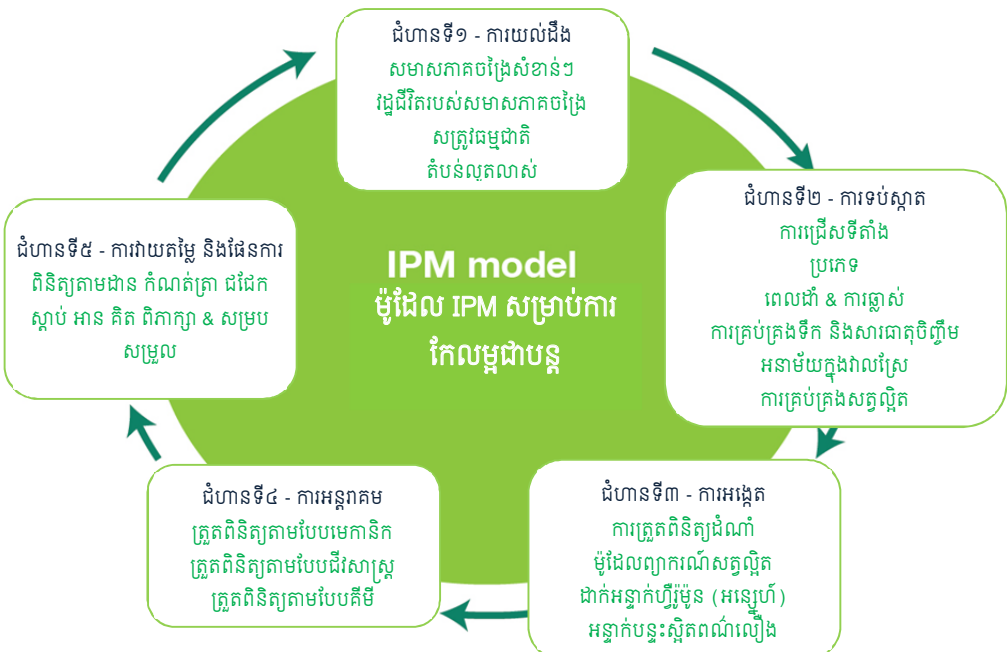 ជំហានទី១ - ការយល់ដឹង
សមាសភាគចង្រៃសំខាន់ៗ
វដ្ដជីវិតរបស់សមាសភាគចង្រៃ
សត្រូវធម្មជាតិ
តំបន់លូតលាស់
ជំហានទី២ - ការទប់ស្កាត
ការជ្រើសទីតាំង
ប្រភេទ
ពេលដាំ & ការឆ្លាស់
ការគ្រប់គ្រងទឹក និងសារធាតុចិញ្ចឹម
អនាម័យក្នុងវាលស្រែ
ការគ្រប់គ្រងសត្វល្អិត
ជំហានទី៣ - ការអង្កេត
ការត្រួតពិនិត្យដំណាំ
ម៉ូដែលព្យាករណ៍សត្វល្អិត
ដាក់អន្ទាក់ហ្វឺរ៉ូម៉ូន (អន្សេហ៍)
អន្ទាក់បន្ទះស្អិតពណ៌លឿង
ជំហានទី៤ - ការអន្តរាគម
ត្រួតពិនិត្យតាមបែបមេកានិក
ត្រួតពិនិត្យតាមបែបជីវសាស្ត្រ
ត្រួតពិនិត្យតាមបែបគីមី
ជំហានទី៥ - ការវាយតម្លៃ និងផែនការ
ពិនិត្យតាមដាន កំណត់ត្រា ជជែក
ស្តាប់ អាន គិត ពិភាក្សា & សម្រប
សម្រួល
IPM model
ម៉ូដែល IPM សម្រាប់ការ
កែលម្អជាបន្ត